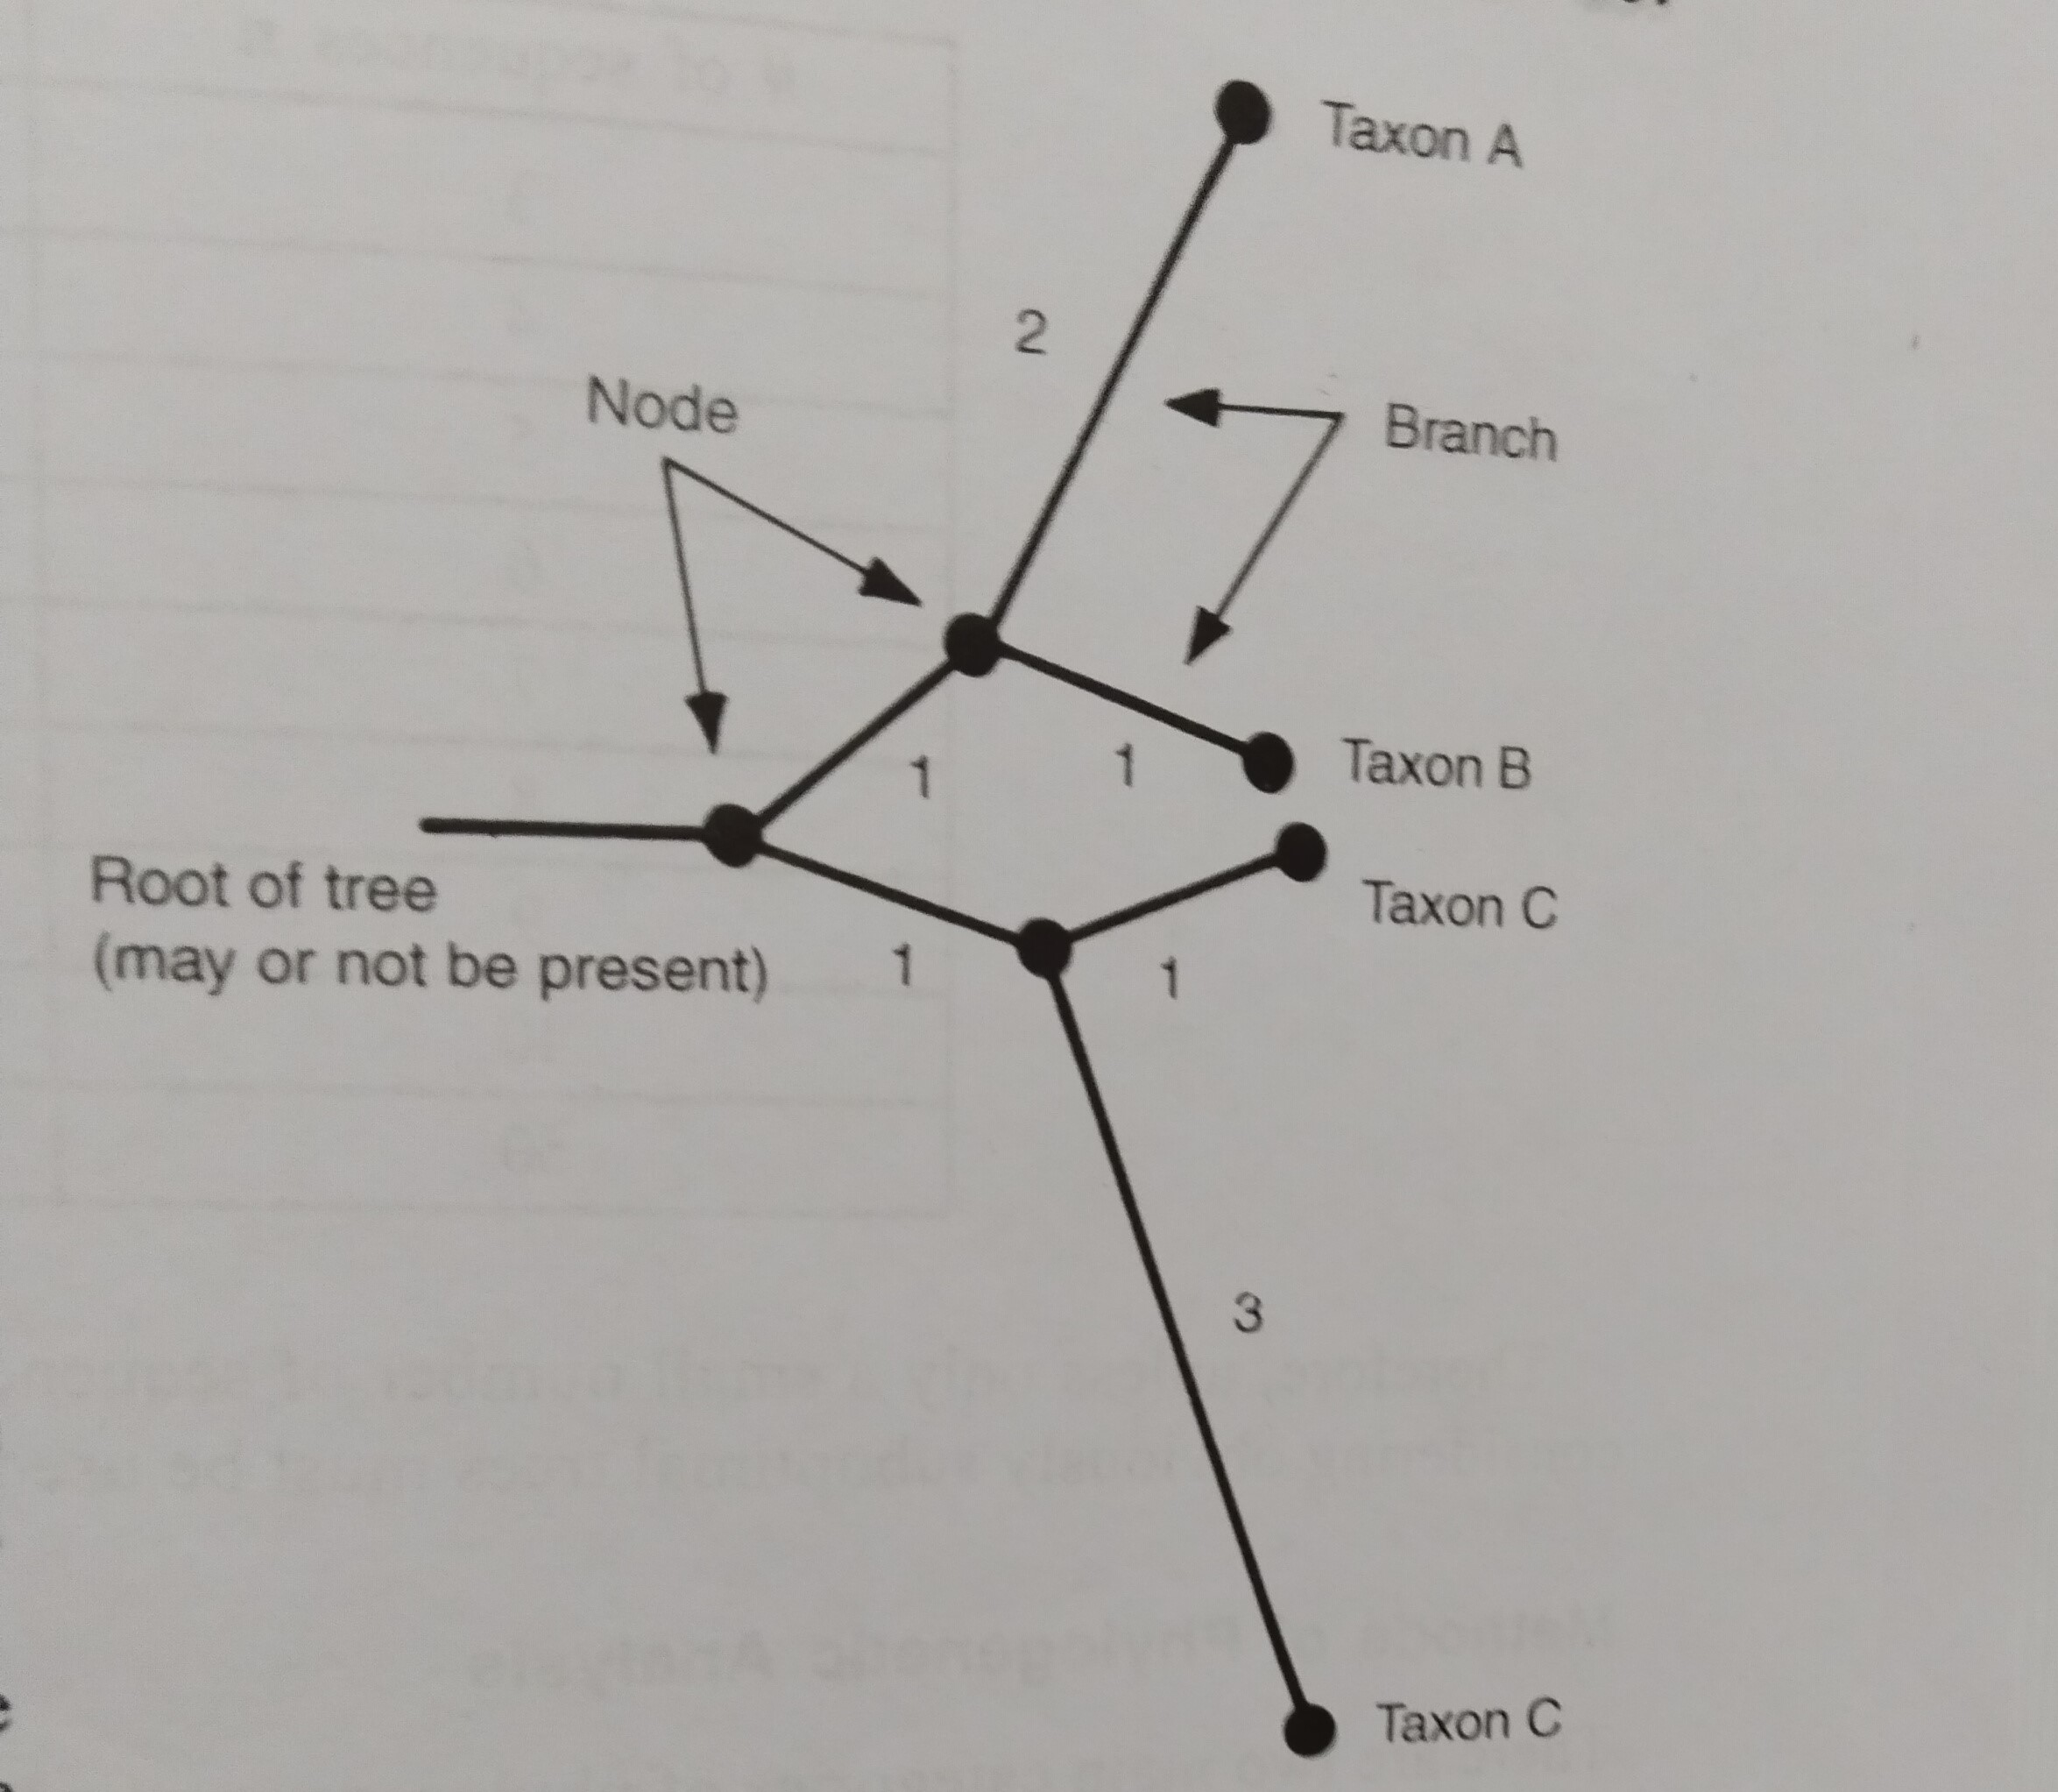 Taxon A
2
Node
Branch
1
1
Taxon B
Root of tree
(may or not be present)
1
1
Taxon C
3
Taxon C